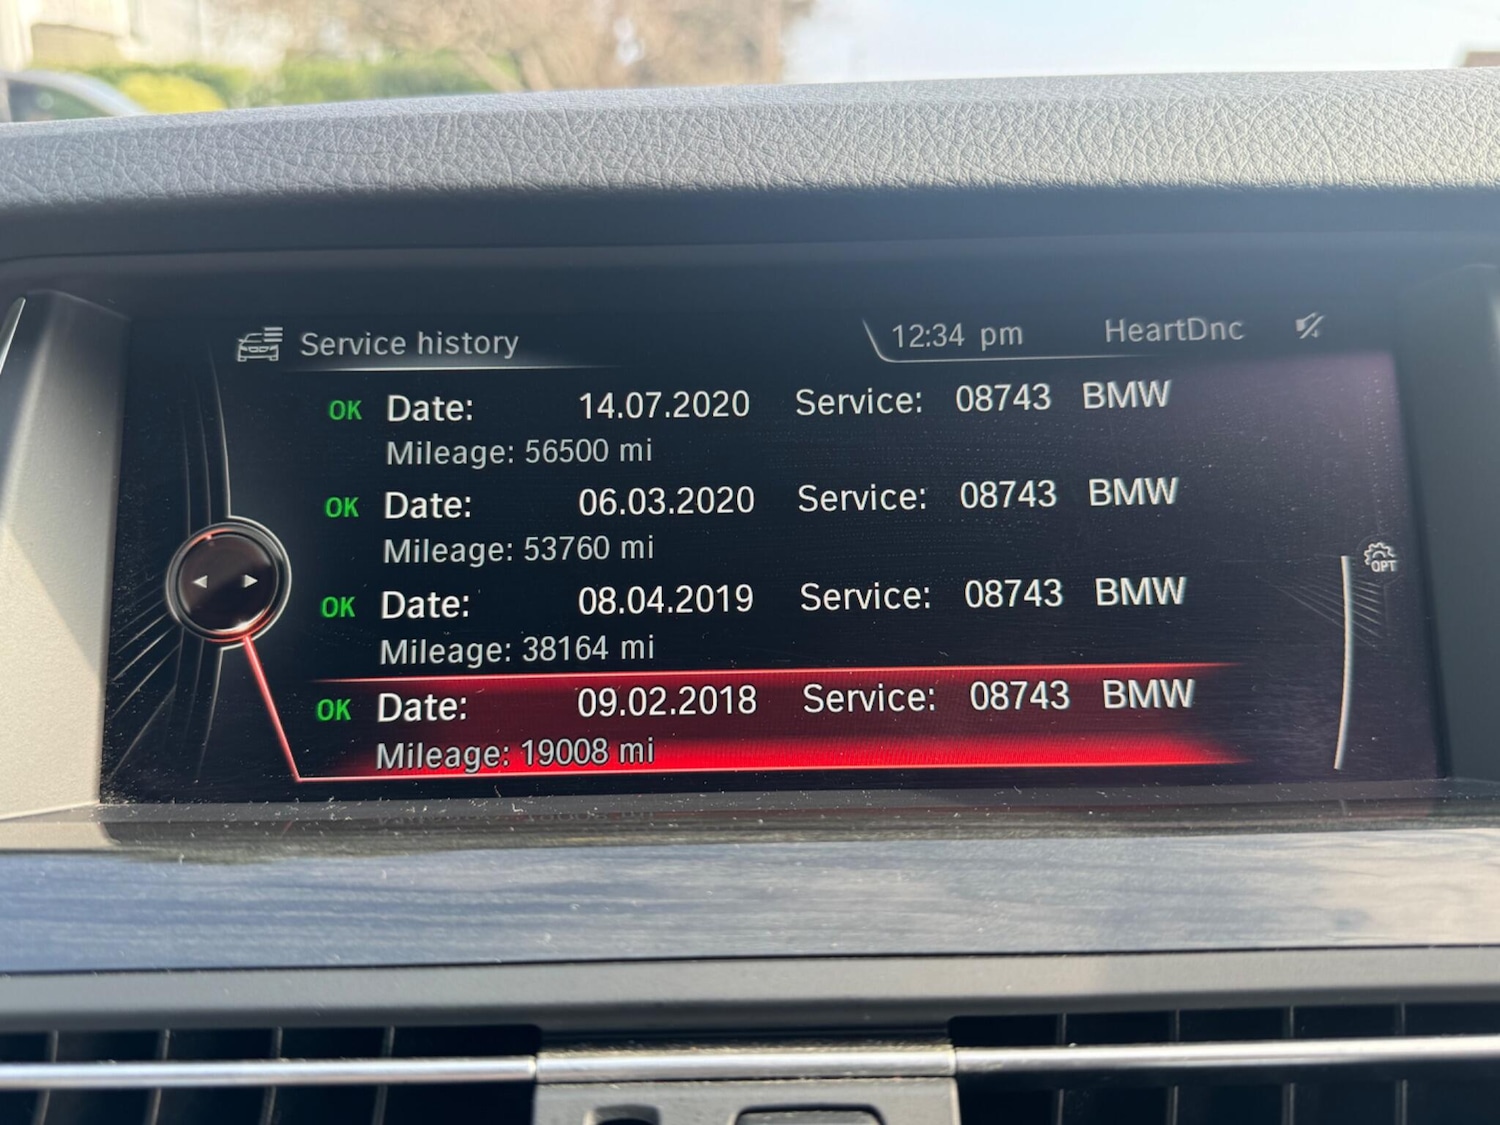 Service history 12:34 pm HeartDnc
OK Date: 14.07.2020 Service: 08743 BMW
Mileage: 56500 mi
OK Date: 06.03.2020 Service: 08743 BMW
Mileage: 53760 mi
OPT
OK Date: 08.04.2019 Service: 08743 BMW
Mileage: 38164 mi
OK Date: 09.02.2018 Service: 08743 BMW
Mileage: 19008 mi